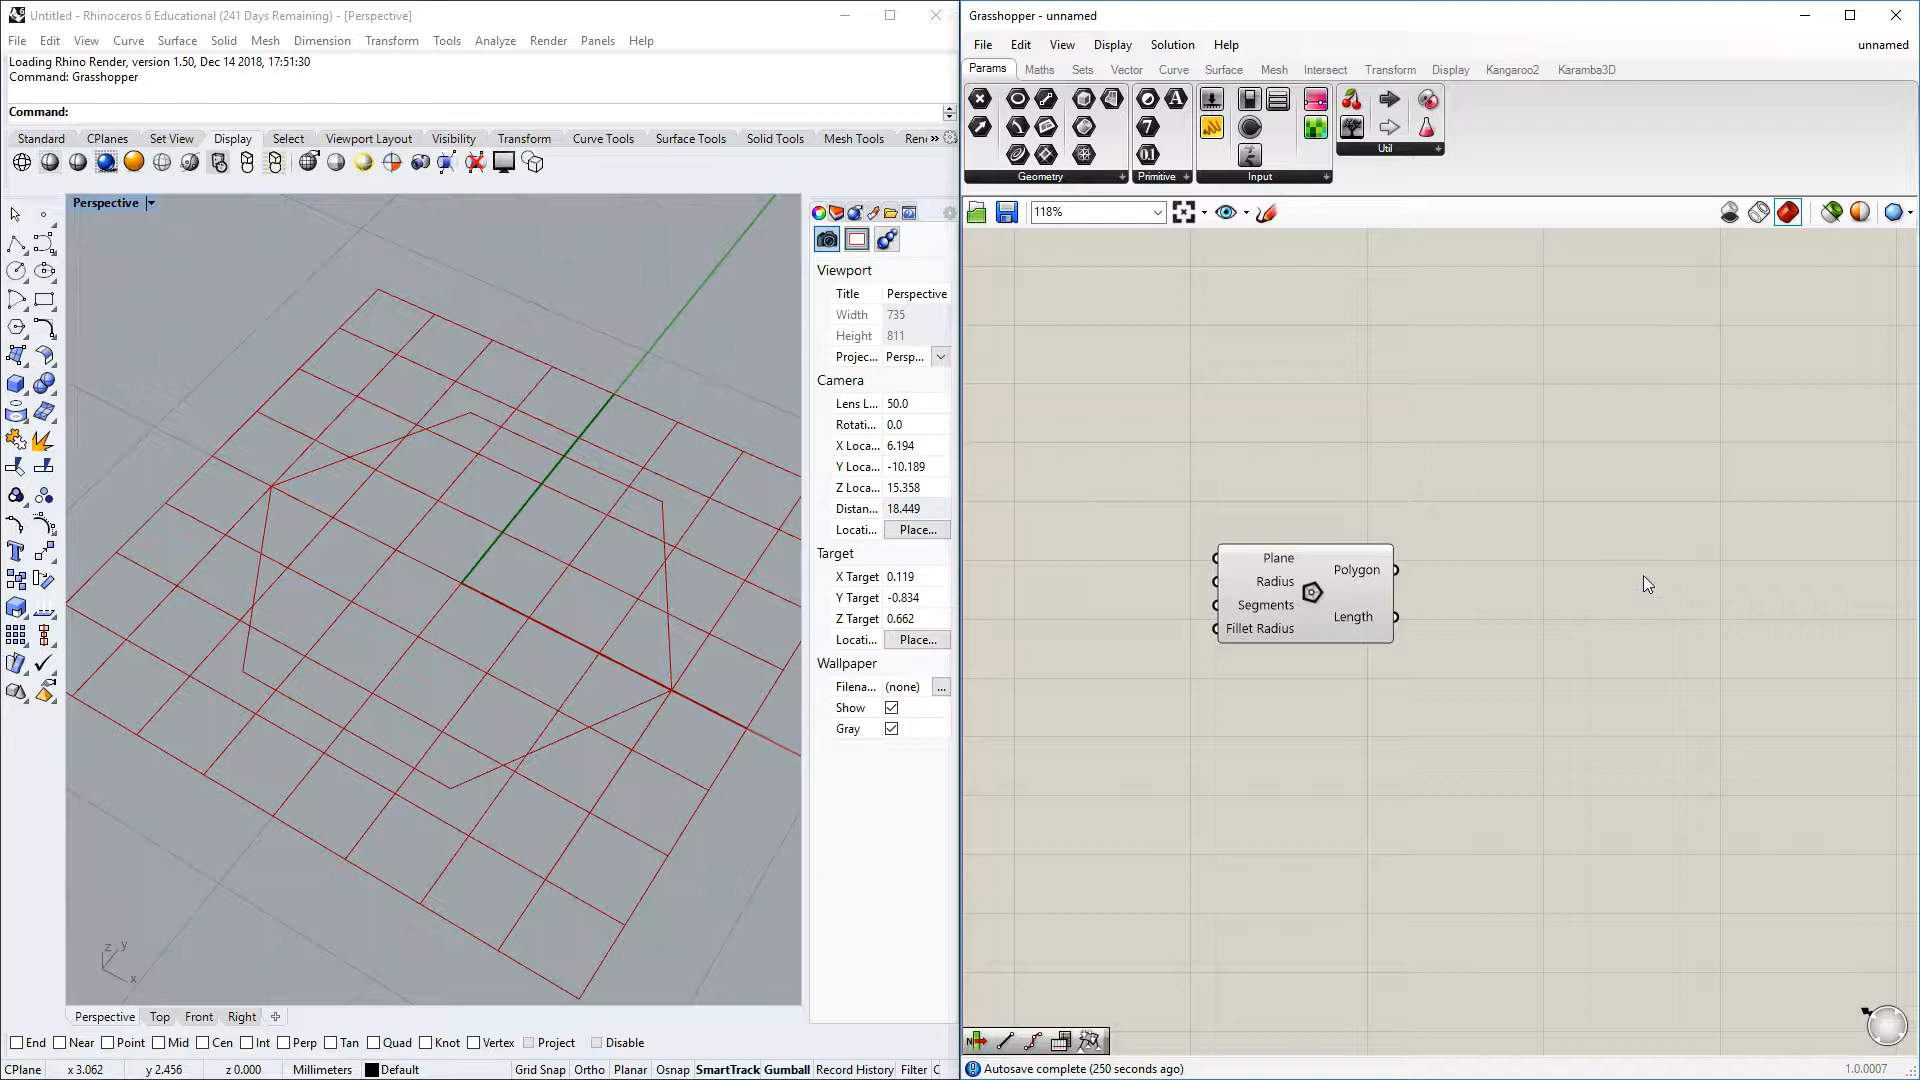 Untitled - Rhinoceros 6 Educational (241 Days Remaining) - [Perspective]
File Edit View Curve Surface Solid Mesh Dimension Transform Tools Analyze Render Panels Help
Loading Rhino Render, version 1.50, Dec 14 2018, 17:51:30
Command: Grasshopper
Command:
Standard CPlanes Set View Display Select Viewport Layout Visibility Transform Curve Tools Surface Tools Solid Tools Mesh Tools Ren »
Perspective
Viewport
Title Perspective
Width 735
Height 811
Projec... Persp...
Camera
Lens L... 50.0
Rotati... 0.0
X Loca... 6.194
Y Loca... -10.189
Z Loca... 15.358
Distan... 18.449
Locati... Place...
Target
X Target 0.119
Y Target -0.834
Z Target 0.662
Locati... Place...
Wallpaper
Filena... (none) ...
Show
Gray
z y
x
Perspective Top Front Right
End Near Point Mid Cen Int Perp Tan Quad Knot Vertex Project Disable
CPlane x 3.062 y 2.456 z 0.000 Millimeters Default Grid Snap Ortho Planar Osnap SmartTrack Gumball Record History Filter C
Grasshopper - unnamed
File Edit View Display Solution Help unnamed
Params Maths Sets Vector Curve Surface Mesh Intersect Transform Display Kangaroo2 Karamba3D
Geometry Primitive Input Util
118%
Plane
Radius
Segments
Fillet Radius
Polygon
Length
Autosave complete (250 seconds ago) 1.0.0007